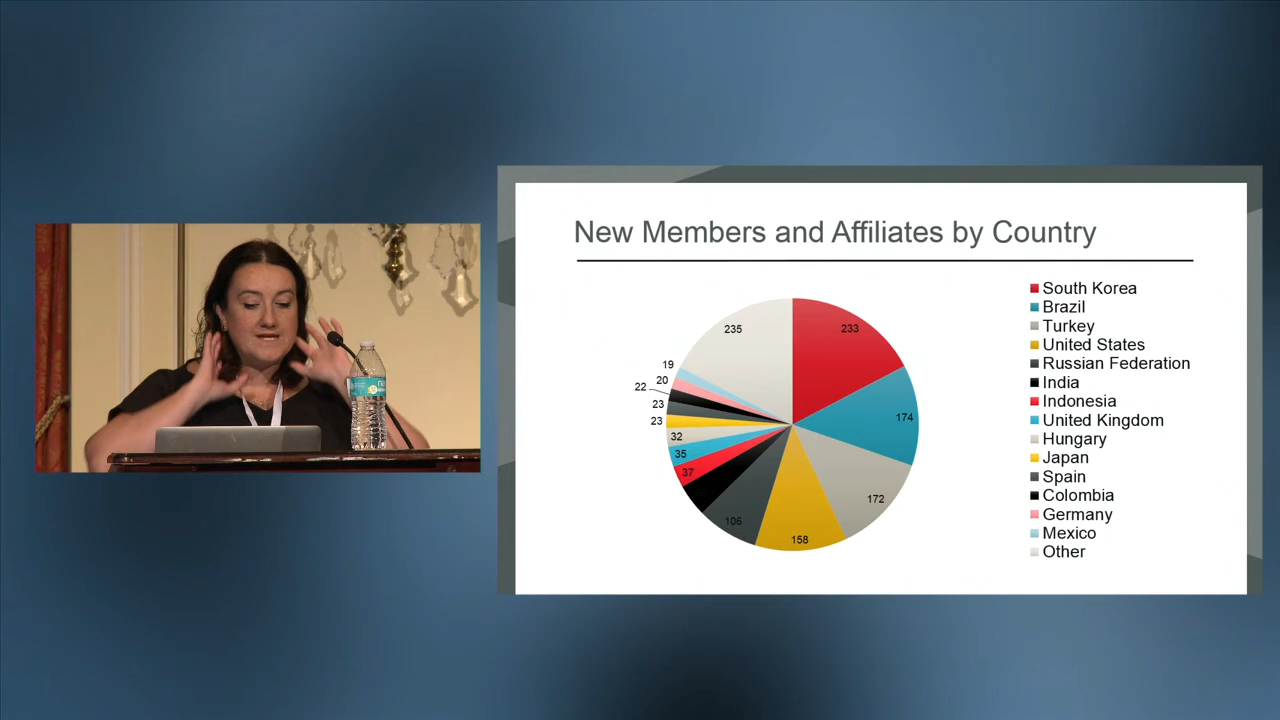 New Members and Affiliates by Country
235
233
174
172
158
106
37
35
32
23
23
22
20
19
South Korea
Brazil
Turkey
United States
Russian Federation
India
Indonesia
United Kingdom
Hungary
Japan
Spain
Colombia
Germany
Mexico
Other